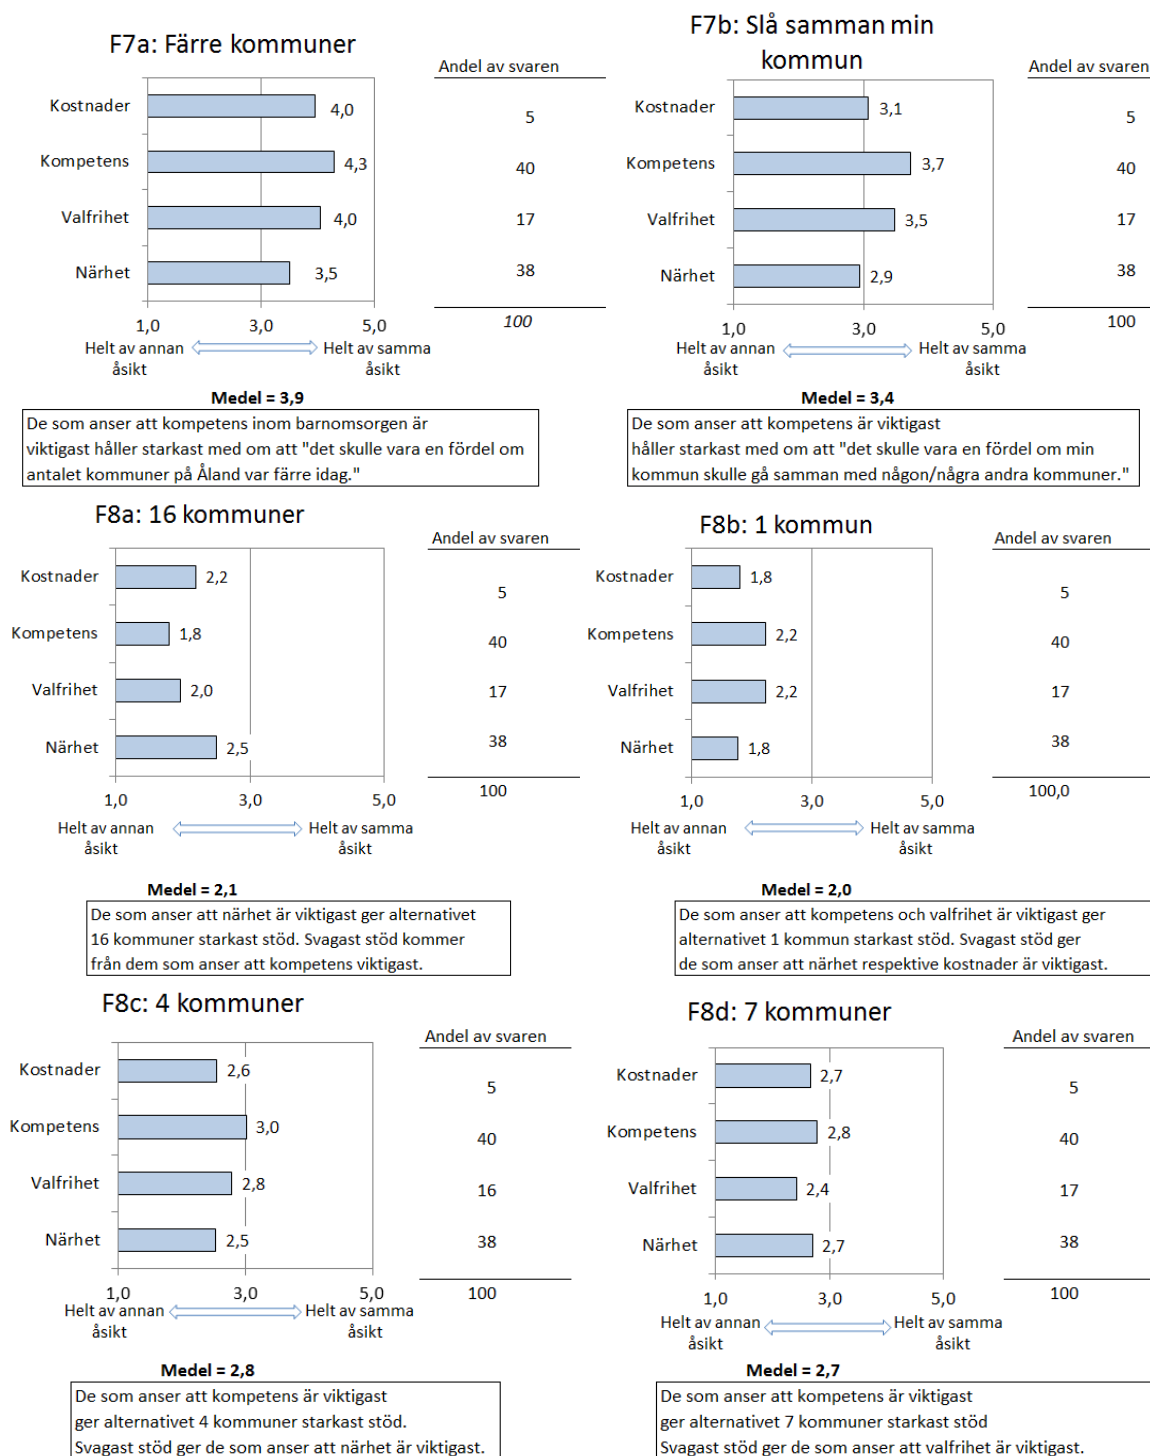 F7a: Färre kommuner
Andel av svaren
Kostnader 4,0 5
Kompetens 4,3 40
Valfrihet 4,0 17
Närhet 3,5 38
1,0 3,0 5,0 100
Helt av annan åsikt Helt av samma åsikt
Medel = 3,9
De som anser att kompetens inom barnomsorgen är
viktigast håller starkast med om att "det skulle vara en fördel om
antalet kommuner på Åland var färre idag."
F7b: Slå samman min
kommun
Andel av svaren
Kostnader 3,1 5
Kompetens 3,7 40
Valfrihet 3,5 17
Närhet 2,9 38
1,0 3,0 5,0 100
Helt av annan åsikt Helt av samma åsikt
Medel = 3,4
De som anser att kompetens är viktigast
håller starkast med om att "det skulle vara en fördel om min
kommun skulle gå samman med någon/några andra kommuner."
F8a: 16 kommuner
Andel av svaren
Kostnader 2,2 5
Kompetens 1,8 40
Valfrihet 2,0 17
Närhet 2,5 38
1,0 3,0 5,0 100
Helt av annan åsikt Helt av samma åsikt
Medel = 2,1
De som anser att närhet är viktigast ger alternativet
16 kommuner starkast stöd. Svagast stöd kommer
från dem som anser att kompetens viktigast.
F8b: 1 kommun
Andel av svaren
Kostnader 1,8 5
Kompetens 2,2 40
Valfrihet 2,2 17
Närhet 1,8 38
1,0 3,0 5,0 100,0
Helt av annan åsikt Helt av samma åsikt
Medel = 2,0
De som anser att kompetens och valfrihet är viktigast ger
alternativet 1 kommun starkast stöd. Svagast stöd ger
de som anser att närhet respektive kostnader är viktigast.
F8c: 4 kommuner
Andel av svaren
Kostnader 2,6 5
Kompetens 3,0 40
Valfrihet 2,8 16
Närhet 2,5 38
1,0 3,0 5,0 100
Helt av annan åsikt Helt av samma åsikt
Medel = 2,8
De som anser att kompetens är viktigast
ger alternativet 4 kommuner starkast stöd.
Svagast stöd ger de som anser att närhet är viktigast.
F8d: 7 kommuner
Andel av svaren
Kostnader 2,7 5
Kompetens 2,8 40
Valfrihet 2,4 17
Närhet 2,7 38
1,0 3,0 5,0 100
Helt av annan åsikt Helt av samma åsikt
Medel = 2,7
De som anser att kompetens är viktigast
ger alternativet 7 kommuner starkast stöd
Svagast stöd ger de som anser att valfrihet är viktigast.